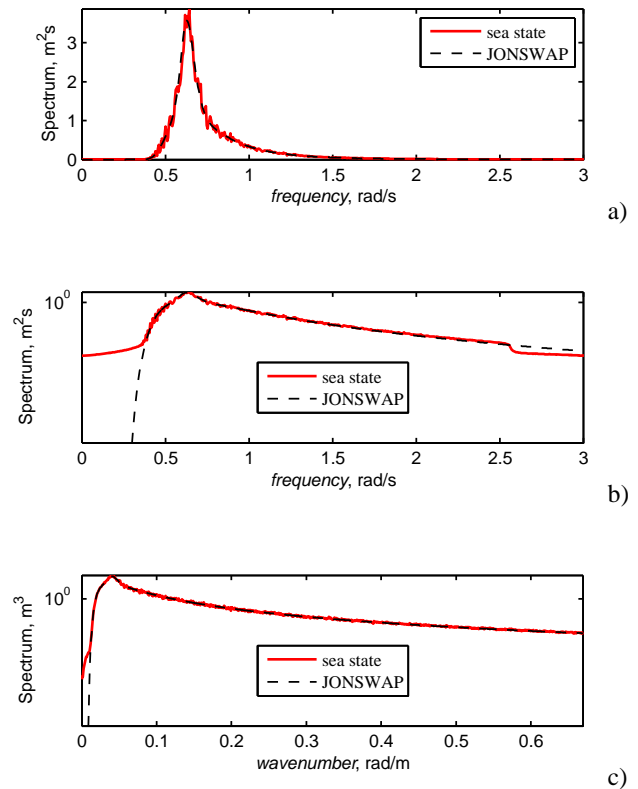 Spectrum, m²s
3
2
1
0
sea state
JONSWAP
0 0.5 1 1.5 2 2.5 3
frequency, rad/s
a)
Spectrum, m²s
10⁰
sea state
JONSWAP
0 0.5 1 1.5 2 2.5 3
frequency, rad/s
b)
Spectrum, m³
10⁰
sea state
JONSWAP
0 0.1 0.2 0.3 0.4 0.5 0.6
wavenumber, rad/m
c)